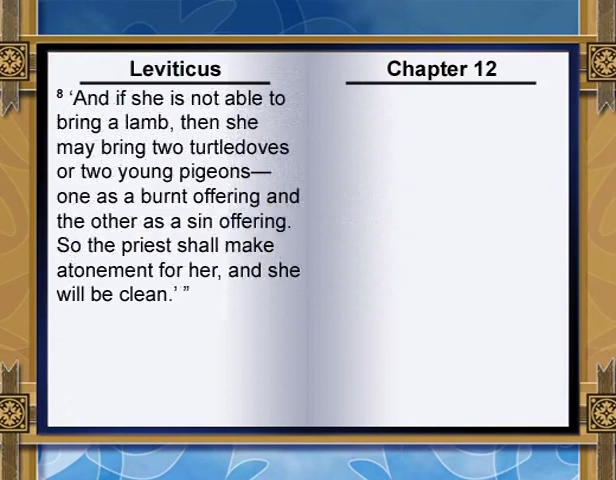 Leviticus
Chapter 12
⁸ ‘And if she is not able to
bring a lamb, then she
may bring two turtledoves
or two young pigeons—
one as a burnt offering and
the other as a sin offering.
So the priest shall make
atonement for her, and she
will be clean.’ ”